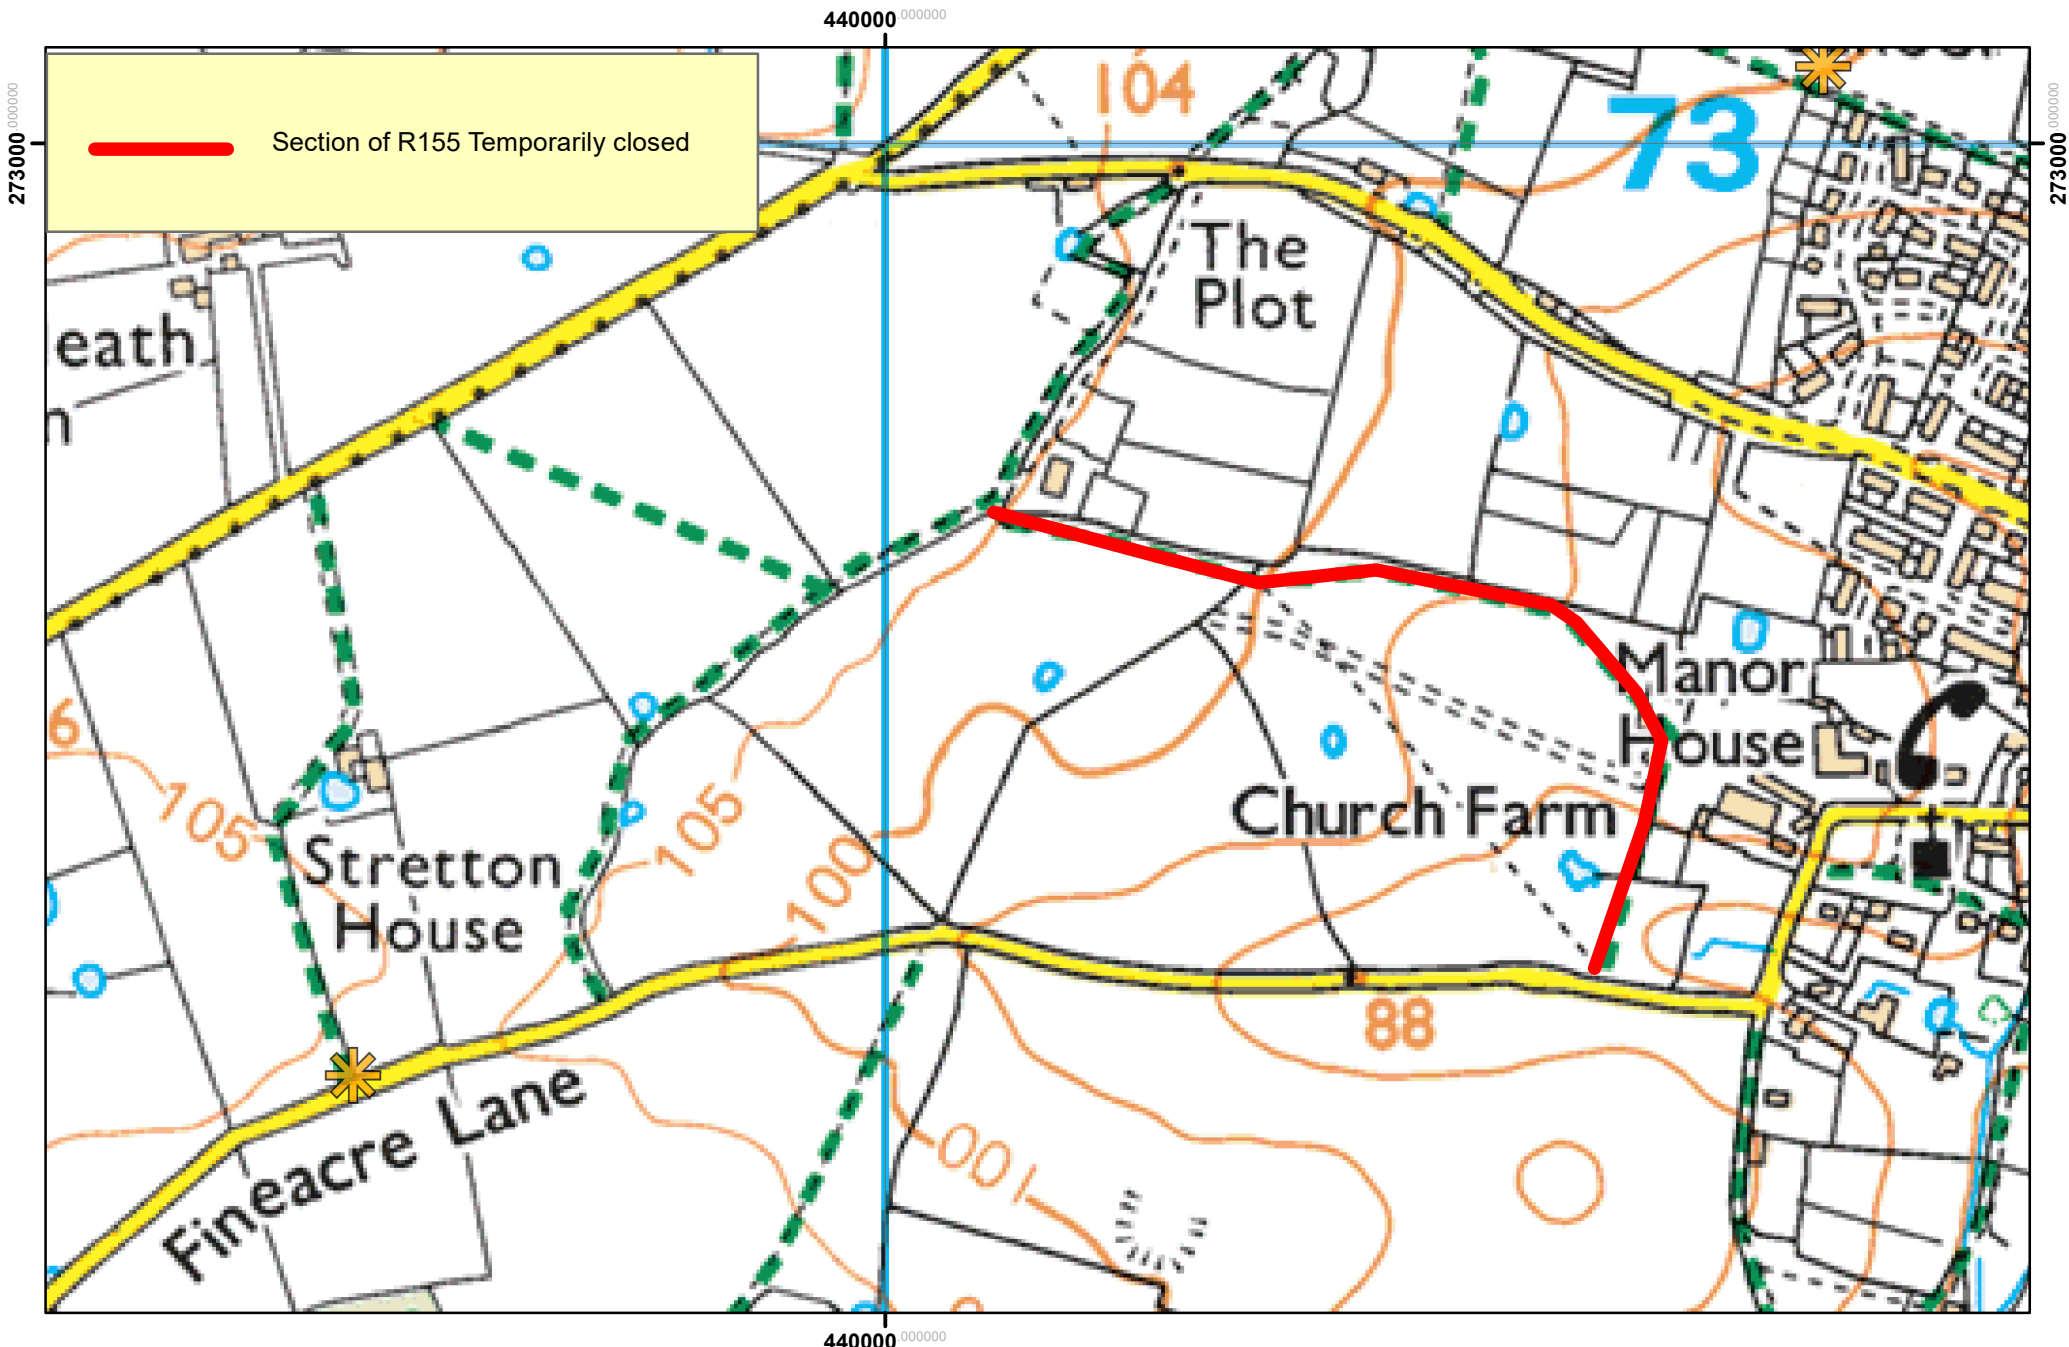 440000.000000
104
Section of R155 Temporarily closed
73
273000.000000
273000.000000
The
Plot
eath
n
Manor
House
6
105
105
Church Farm
100
Stretton
House
88
Fineacre Lane
100
440000.000000